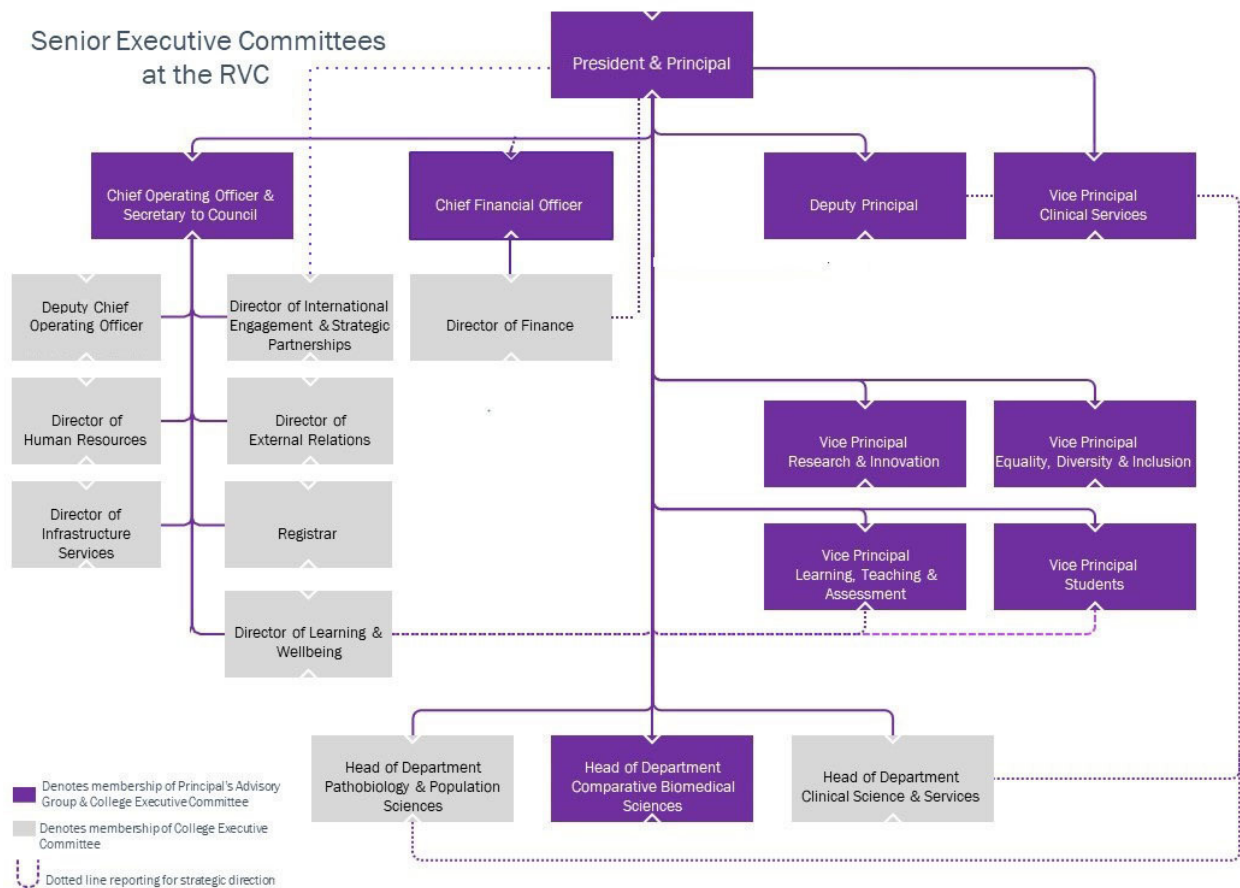 Senior Executive Committees
at the RVC
President & Principal
Chief Operating Officer &
Secretary to Council
Chief Financial Officer
Deputy Principal
Vice Principal
Clinical Services
Deputy Chief
Operating Officer
Director of International
Engagement & Strategic
Partnerships
Director of Finance
Director of
Human Resources
Director of
External Relations
Vice Principal
Research & Innovation
Vice Principal
Equality, Diversity & Inclusion
Director of
Infrastructure
Services
Registrar
Vice Principal
Learning, Teaching &
Assessment
Vice Principal
Students
Director of Learning &
Wellbeing
Head of Department
Pathobiology & Population
Sciences
Head of Department
Comparative Biomedical
Sciences
Head of Department
Clinical Science & Services
Denotes membership of Principal's Advisory
Group & College Executive Committee
Denotes membership of College Executive
Committee
Dotted line reporting for strategic direction